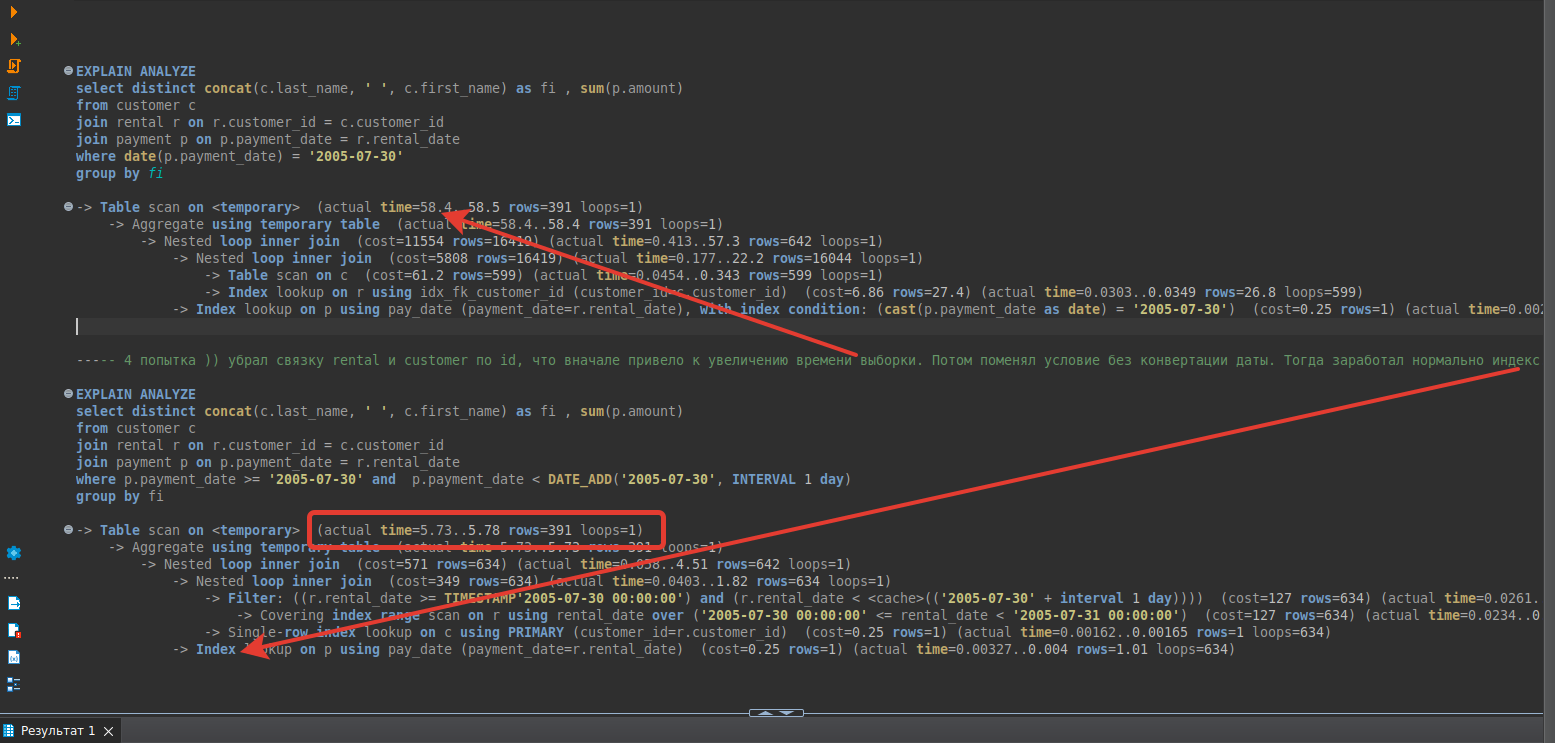 EXPLAIN ANALYZE
select distinct concat(c.last_name, ' ', c.first_name) as fi , sum(p.amount)
from customer c
join rental r on r.customer_id = c.customer_id
join payment p on p.payment_date = r.rental_date
where date(p.payment_date) = '2005-07-30'
group by fi
-> Table scan on <temporary>  (actual time=58.4..58.5 rows=391 loops=1)
-> Aggregate using temporary table  (actual time=58.4..58.4 rows=391 loops=1)
-> Nested loop inner join  (cost=11554 rows=16419) (actual time=0.413..57.3 rows=642 loops=1)
-> Nested loop inner join  (cost=5808 rows=16419) (actual time=0.177..22.2 rows=16044 loops=1)
-> Table scan on c  (cost=61.2 rows=599) (actual time=0.0454..0.343 rows=599 loops=1)
-> Index lookup on r using idx_fk_customer_id (customer_id=c.customer_id)  (cost=6.86 rows=27.4) (actual time=0.0303..0.0349 rows=26.8 loops=599)
-> Index lookup on p using pay_date (payment_date=r.rental_date), with index condition: (cast(p.payment_date as date) = '2005-07-30')  (cost=0.25 rows=1) (actual time=0.002
----- 4 попытка )) убрал связку rental и customer по id, что вначале привело к увеличению времени выборки. Потом поменял условие без конвертации даты. Тогда заработал нормально индекс
EXPLAIN ANALYZE
select distinct concat(c.last_name, ' ', c.first_name) as fi , sum(p.amount)
from customer c
join rental r on r.customer_id = c.customer_id
join payment p on p.payment_date = r.rental_date
where p.payment_date >= '2005-07-30' and  p.payment_date < DATE_ADD('2005-07-30', INTERVAL 1 day)
group by fi
-> Table scan on <temporary>  (actual time=5.73..5.78 rows=391 loops=1)
-> Aggregate using temporary table  (actual time=5.73..5.73 rows=391 loops=1)
-> Nested loop inner join  (cost=571 rows=634) (actual time=0.058..4.51 rows=642 loops=1)
-> Nested loop inner join  (cost=349 rows=634) (actual time=0.0403..1.82 rows=634 loops=1)
-> Filter: ((r.rental_date >= TIMESTAMP'2005-07-30 00:00:00') and (r.rental_date < <cache>(('2005-07-30' + interval 1 day))))  (cost=127 rows=634) (actual time=0.0261.
-> Covering index range scan on r using rental_date over ('2005-07-30 00:00:00' <= rental_date < '2005-07-31 00:00:00')  (cost=127 rows=634) (actual time=0.0234..0
-> Single-row index lookup on c using PRIMARY (customer_id=r.customer_id)  (cost=0.25 rows=1) (actual time=0.00162..0.00165 rows=1 loops=634)
-> Index lookup on p using pay_date (payment_date=r.rental_date)  (cost=0.25 rows=1) (actual time=0.00327..0.004 rows=1.01 loops=634)
Результат 1